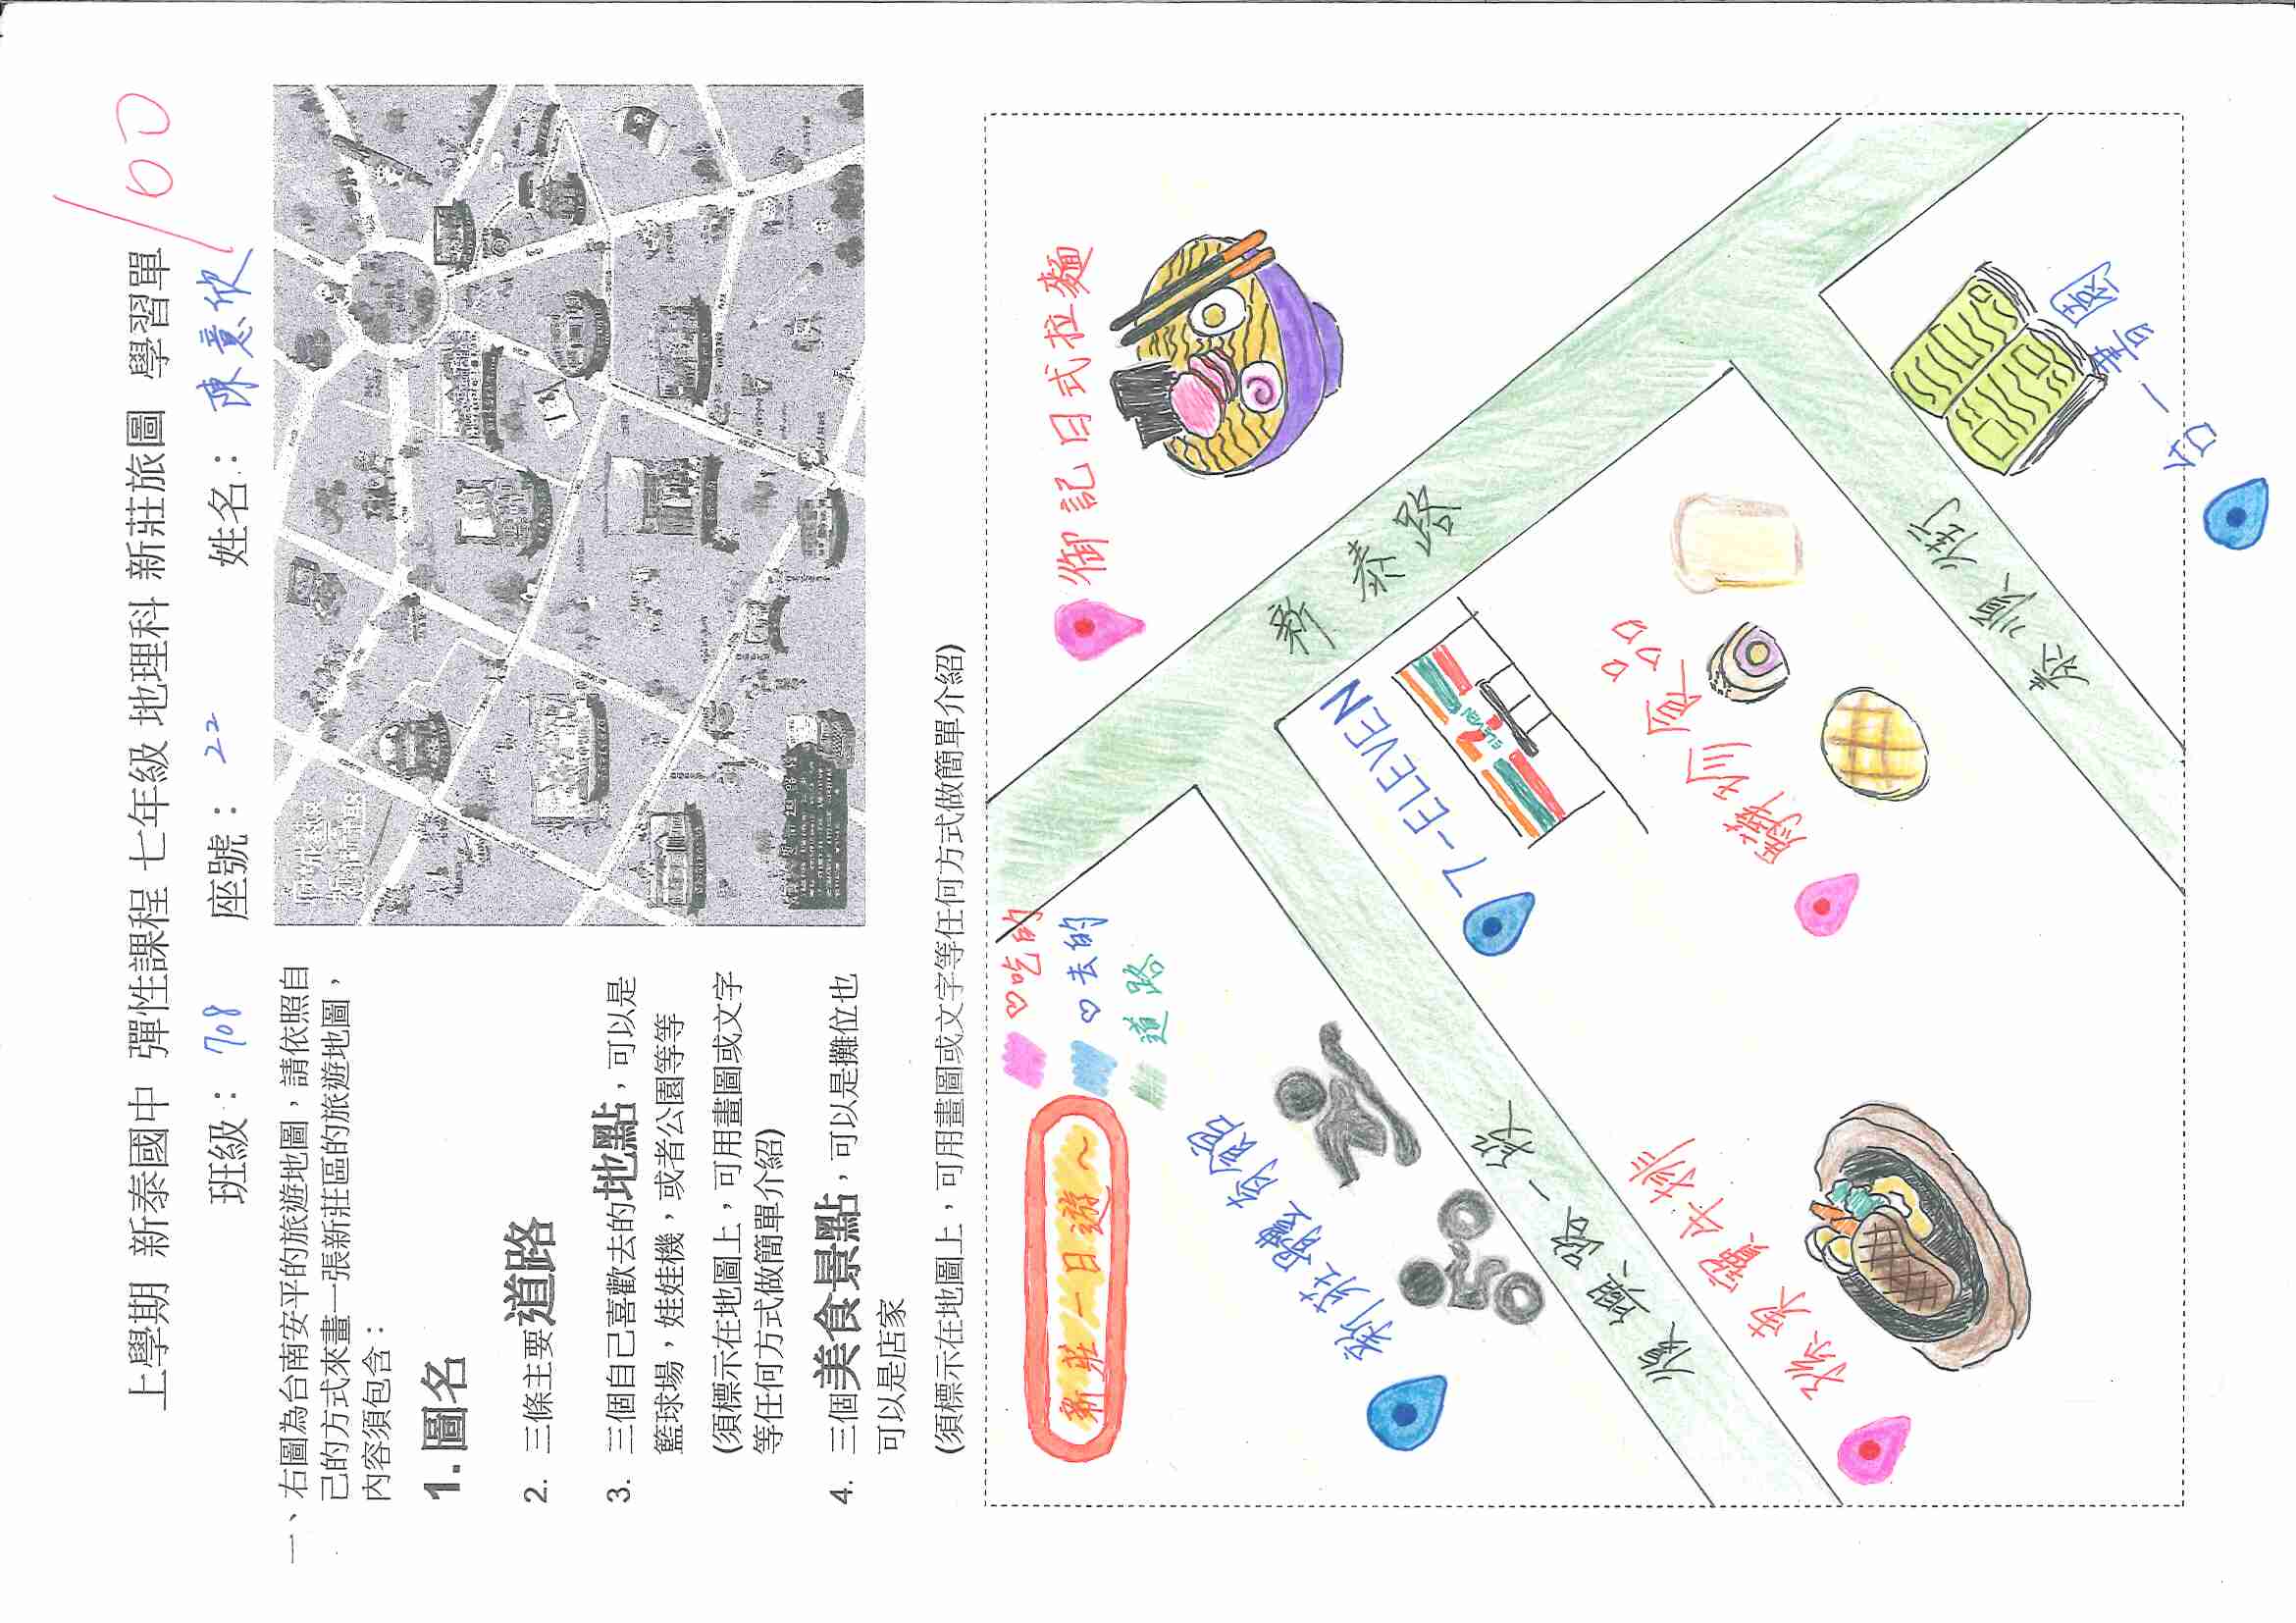 上學期 新泰國中 彈性課程 七年級 地理科 新莊旅圖 學習單
100
班級：708 座號：22 姓名：陳意欣
一、右圖為台南安平的旅遊地圖，請依照自
己的方式來畫一張新莊區的旅遊地圖，
內容須包含：
1. 圖名
2. 三條主要道路
3. 三個自己喜歡去的地點，可以是
籃球場，娃娃機，或者公園等等
(須標示在地圖上，可用畫圖或文字
等任何方式做簡單介紹)
4. 三個美食景點，可以是攤位也
可以是店家
(須標示在地圖上，可用畫圖或文字等任何方式做簡單介紹)
新莊一日遊～
♡吃的
♡去的
道路
御記日式拉麵
新莊體育館
新泰路
7-ELEVEN
7
ELEVEN
復興路一段
孫東寶牛排
驊珍食品
泰順街
台一書園